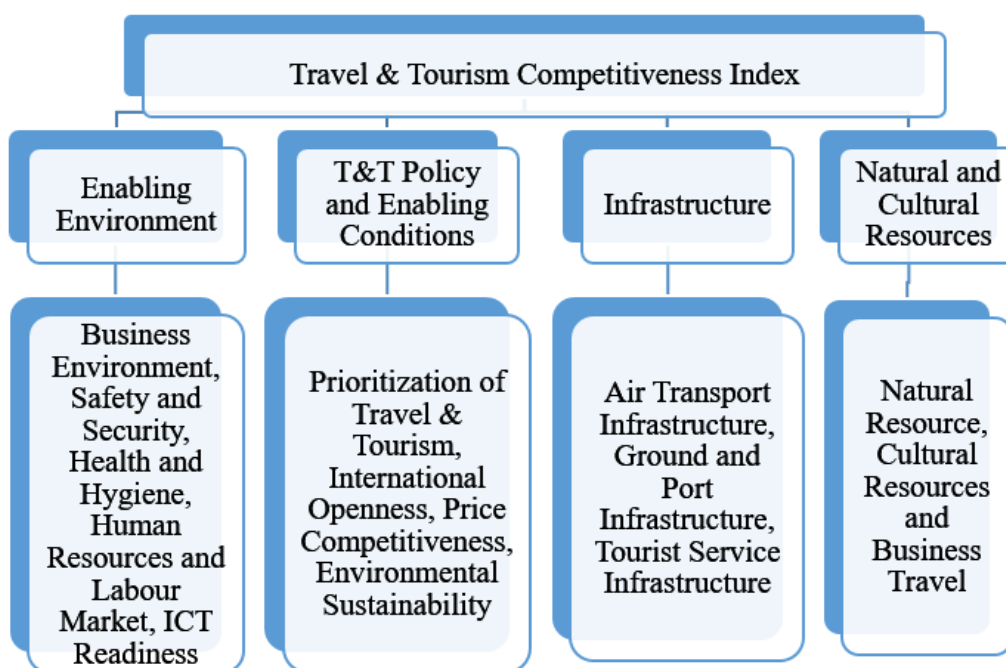 Travel & Tourism Competitiveness Index
Enabling
Environment
T&T Policy
and Enabling
Conditions
Infrastructure
Natural and
Cultural
Resources
Business
Environment,
Safety and
Security,
Health and
Hygiene,
Human
Resources and
Labour
Market, ICT
Readiness
Prioritization of
Travel &
Tourism,
International
Openness, Price
Competitiveness,
Environmental
Sustainability
Air Transport
Infrastructure,
Ground and
Port
Infrastructure,
Tourist Service
Infrastructure
Natural
Resource,
Cultural
Resources
and
Business
Travel